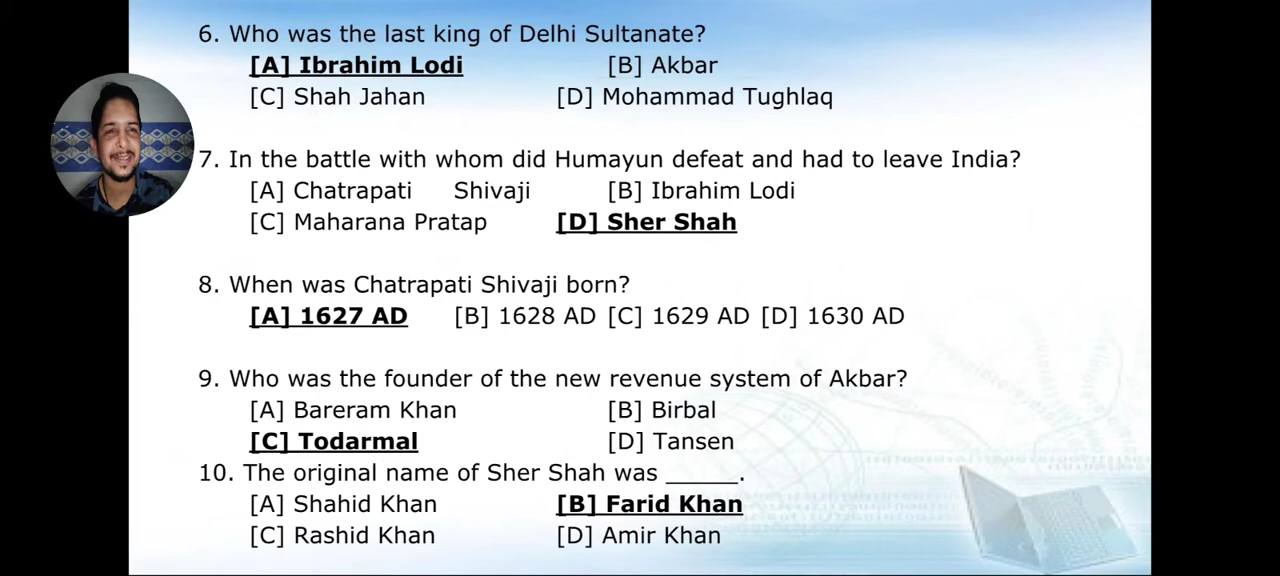 6. Who was the last king of Delhi Sultanate?
[A] Ibrahim Lodi [B] Akbar
[C] Shah Jahan [D] Mohammad Tughlaq
7. In the battle with whom did Humayun defeat and had to leave India?
[A] Chatrapati Shivaji [B] Ibrahim Lodi
[C] Maharana Pratap [D] Sher Shah
8. When was Chatrapati Shivaji born?
[A] 1627 AD [B] 1628 AD [C] 1629 AD [D] 1630 AD
9. Who was the founder of the new revenue system of Akbar?
[A] Bareram Khan [B] Birbal
[C] Todarmal [D] Tansen
10. The original name of Sher Shah was _____.
[A] Shahid Khan [B] Farid Khan
[C] Rashid Khan [D] Amir Khan